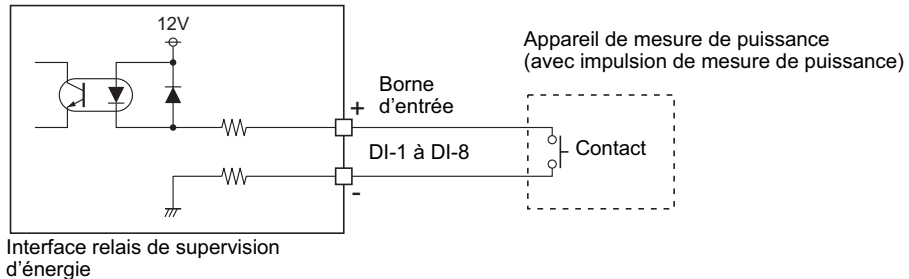 12V
Appareil de mesure de puissance
(avec impulsion de mesure de puissance)
+
Borne
d'entrée
DI-1 à DI-8
Contact
-
Interface relais de supervision
d'énergie